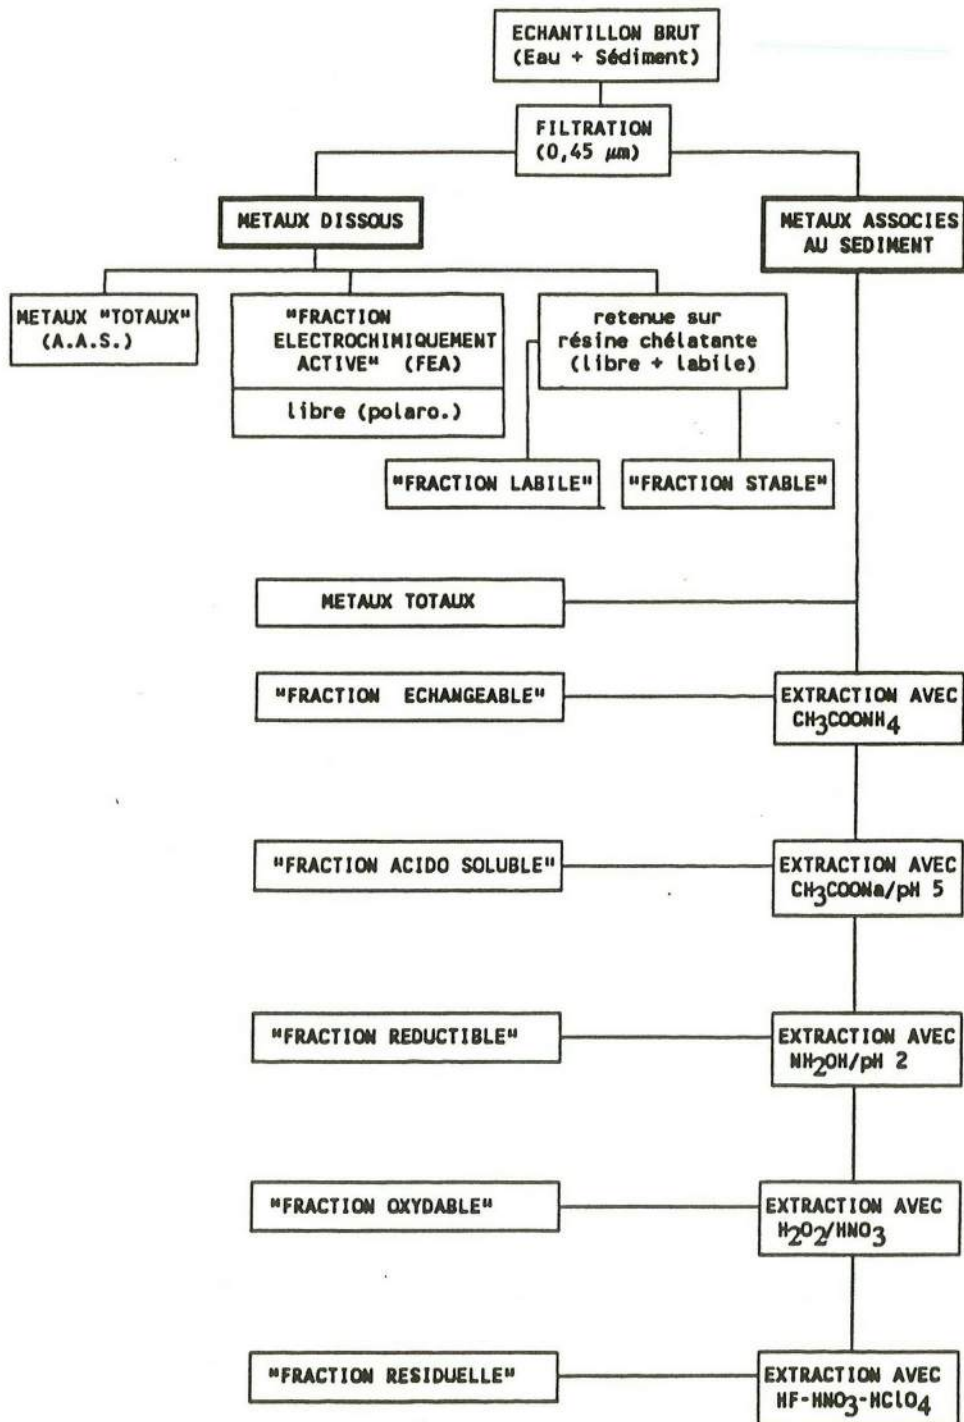 ECHANTILLON BRUT
(Eau + Sédiment)
FILTRATION
(0,45 µm)
METAUX DISSOUS
METAUX ASSOCIES
AU SEDIMENT
METAUX "TOTAUX"
(A.A.S.)
"FRACTION
ELECTROCHIMIQUEMENT
ACTIVE" (FEA)
libre (polaro.)
retenue sur
résine chélatante
(libre + labile)
"FRACTION LABILE"
"FRACTION STABLE"
METAUX TOTAUX
"FRACTION ECHANGEABLE"
EXTRACTION AVEC
CH3COONH4
"FRACTION ACIDO SOLUBLE"
EXTRACTION AVEC
CH3COONa/pH 5
"FRACTION REDUCTIBLE"
EXTRACTION AVEC
NH2OH/pH 2
"FRACTION OXYDABLE"
EXTRACTION AVEC
H2O2/HNO3
"FRACTION RESIDUELLE"
EXTRACTION AVEC
HF-HNO3-HClO4